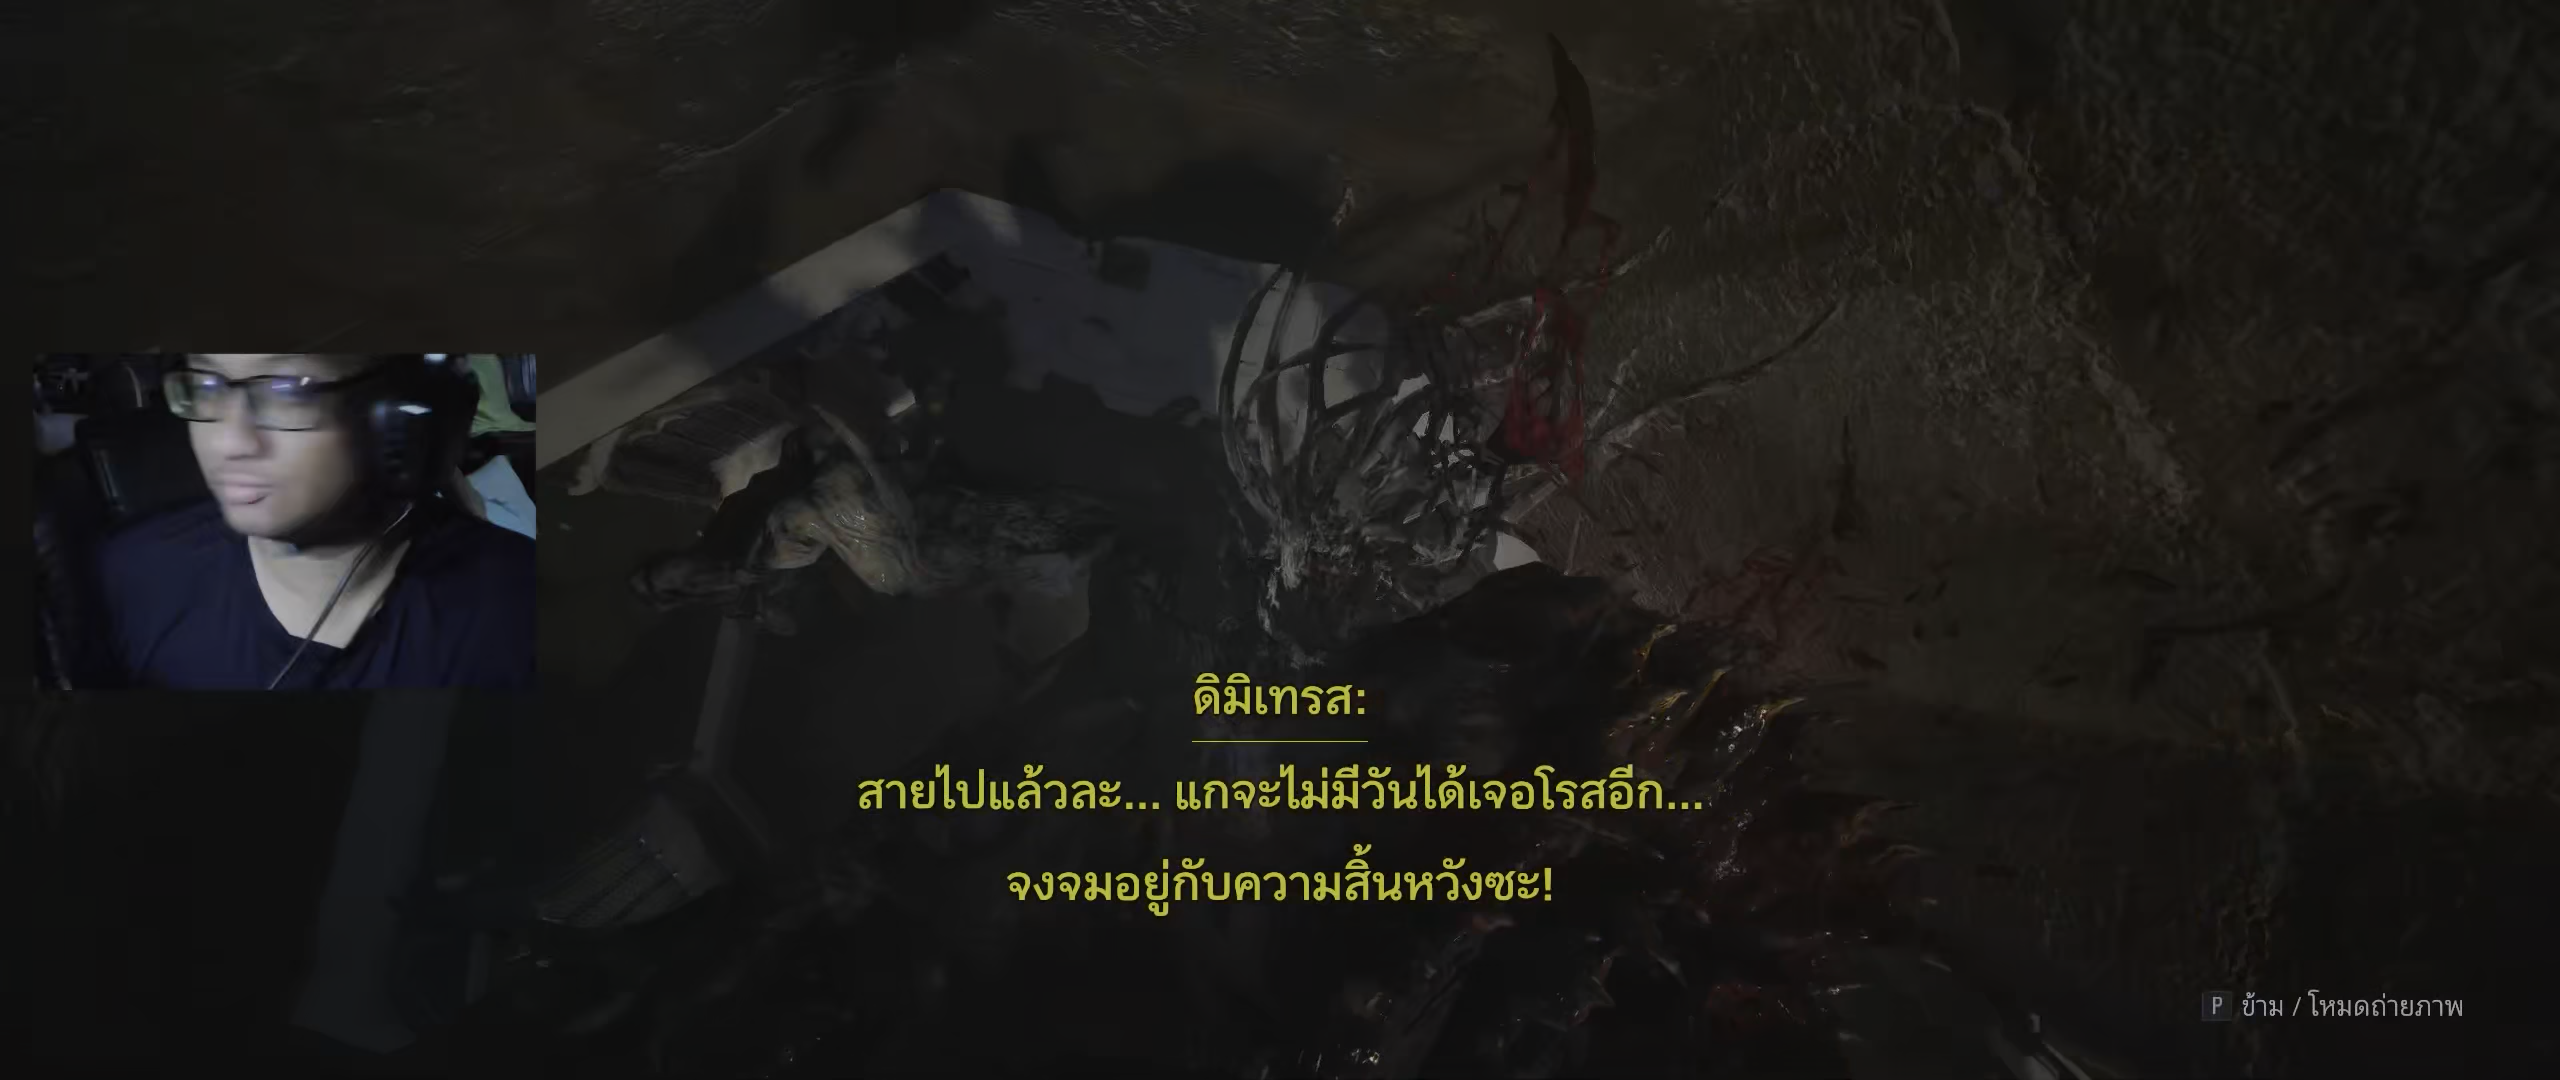 ดิมิเทรส:
สายไปแล้วละ... แกจะไม่มีวันได้เจอโรสอีก...
จงจมอยู่กับความสิ้นหวังซะ!
P ข้าม / โหมดถ่ายภาพ